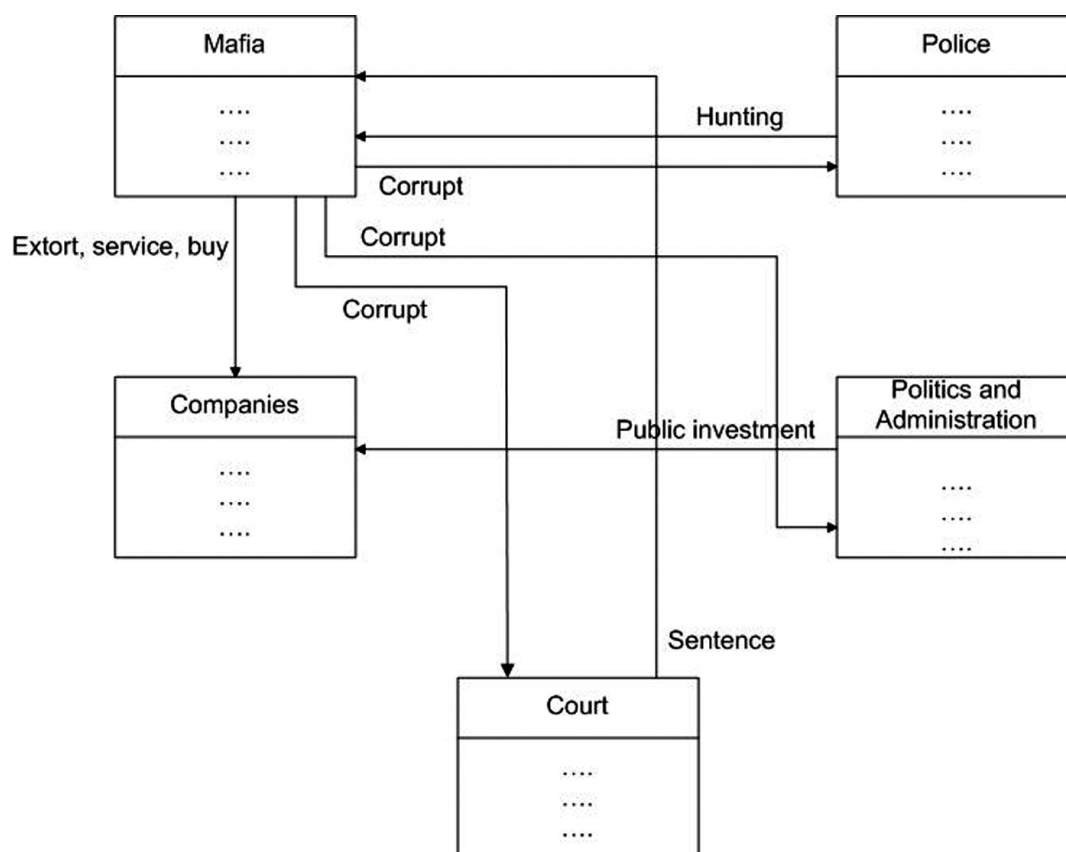 Mafia
....
....
....
Police
....
....
....
Hunting
Corrupt
Corrupt
Extort, service, buy
Corrupt
Companies
....
....
....
Politics and
Administration
....
....
....
Public investment
Sentence
Court
....
....
....